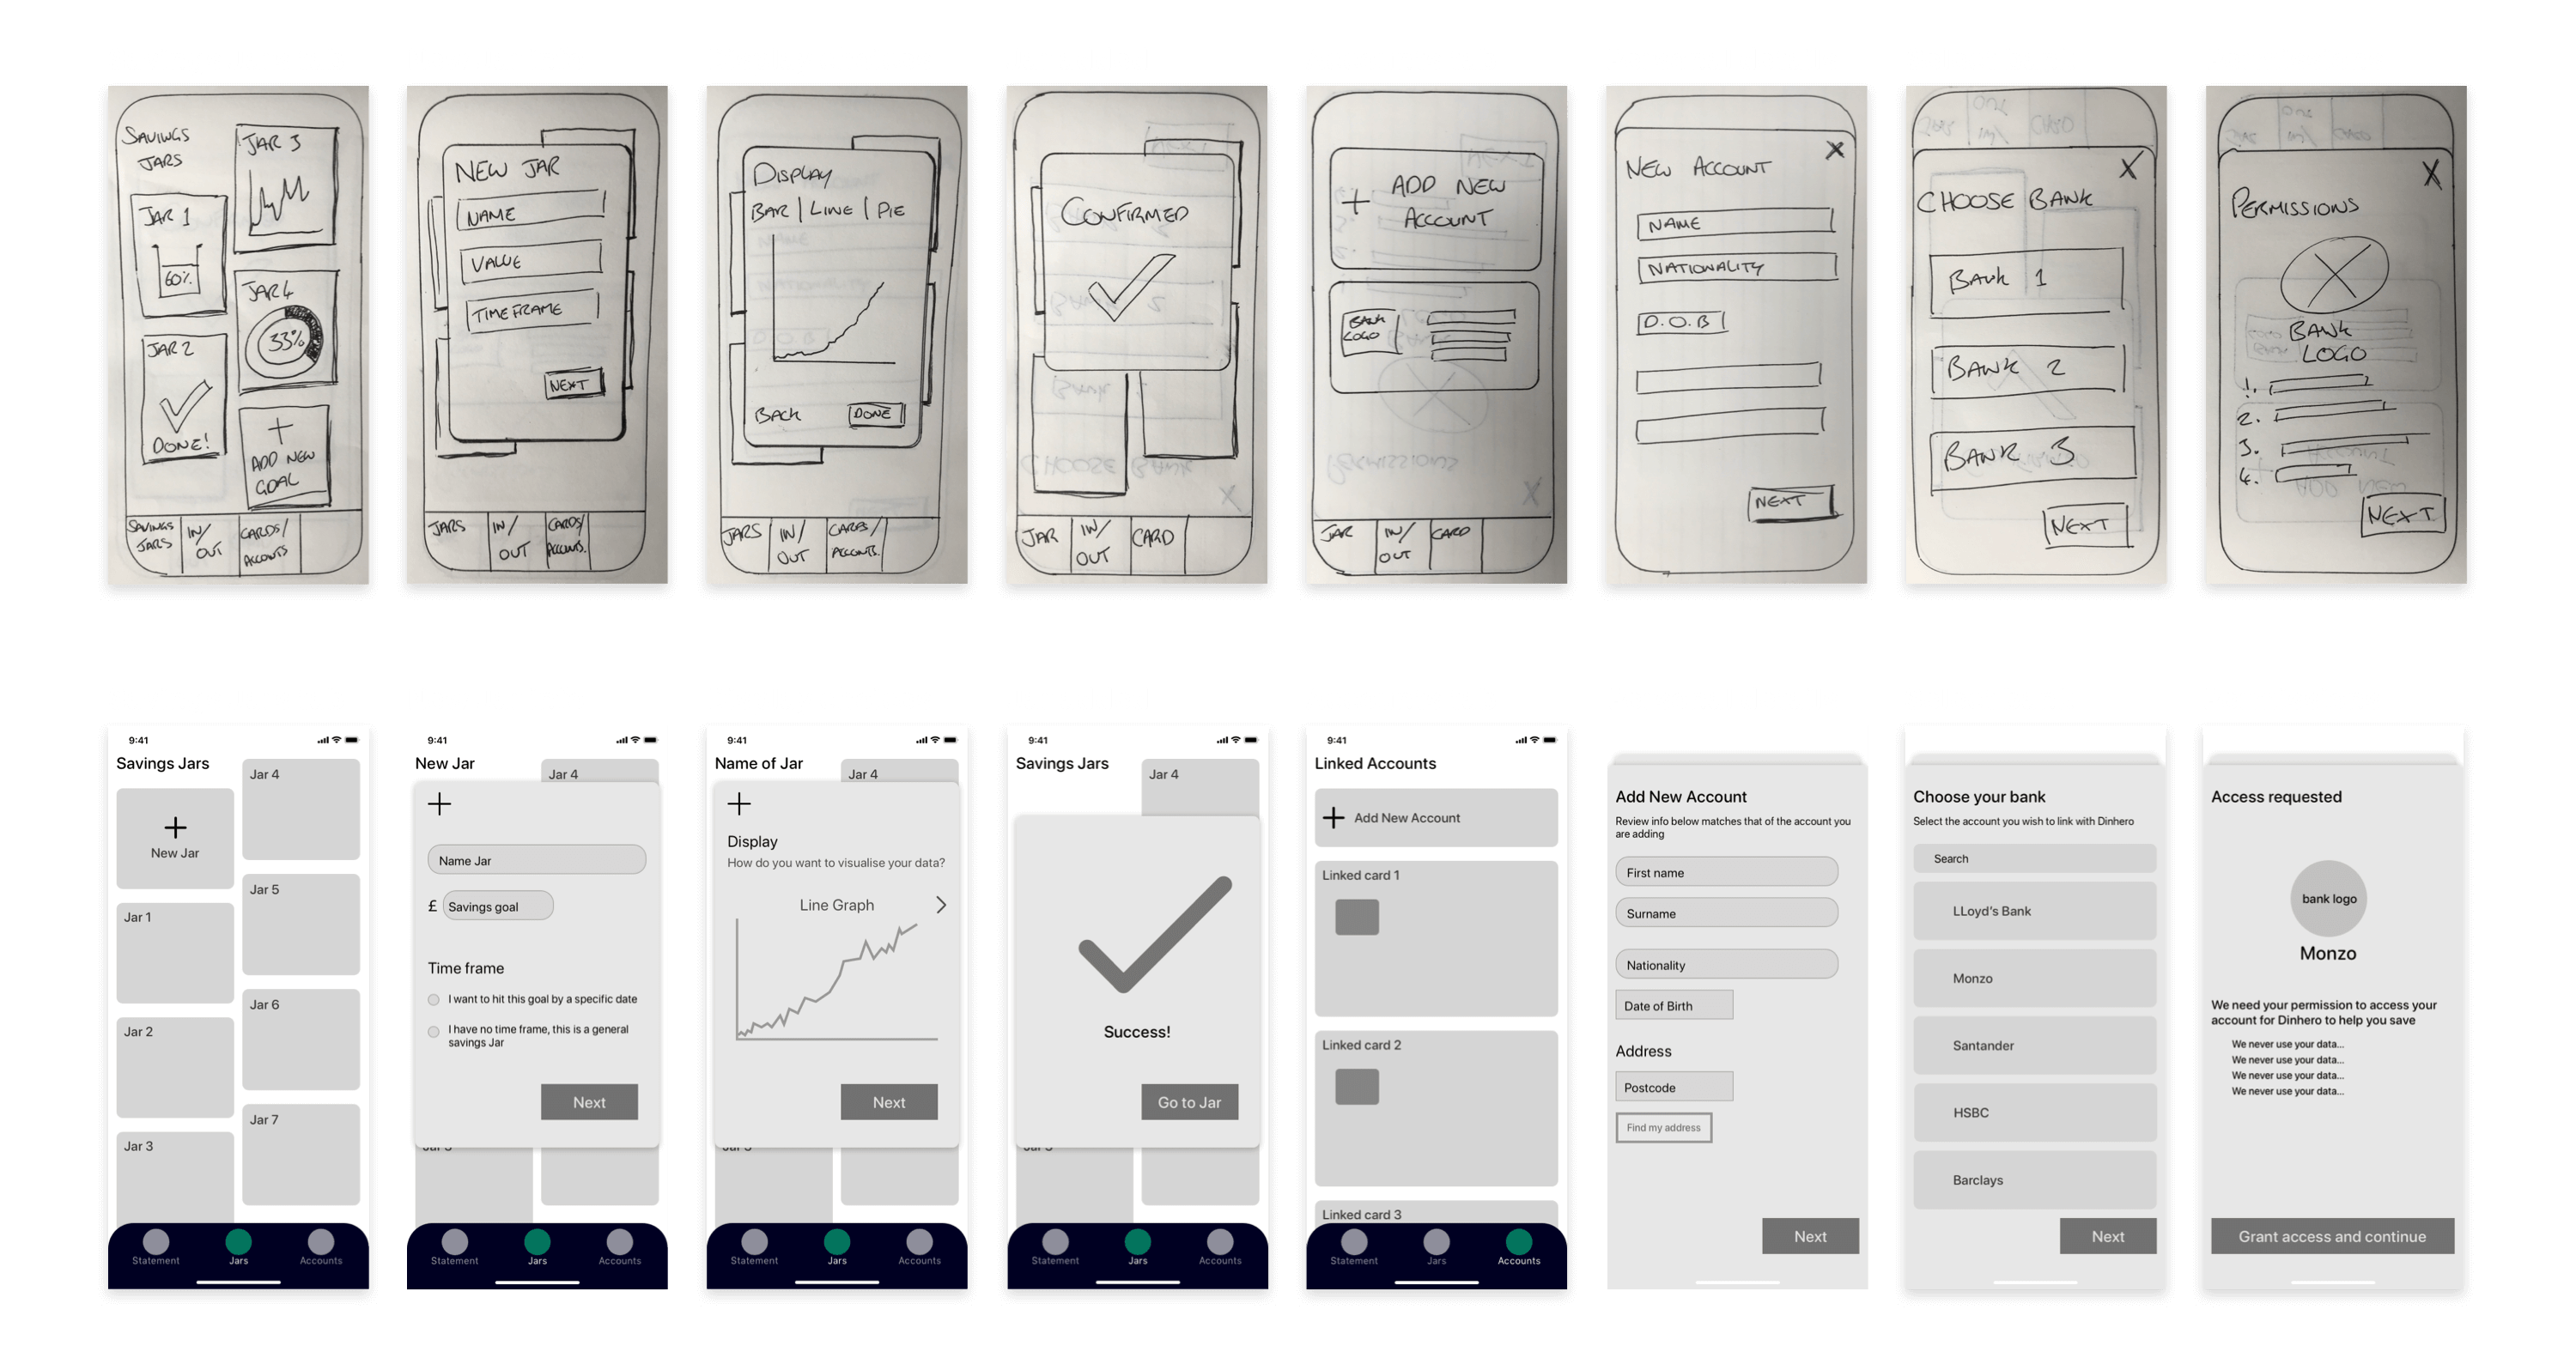 SAVINGS
JARS
JAR 3
JAR 1
60%
JAR 4
33%
JAR 2
DONE!
+
ADD NEW
GOAL
SAVINGS
JARS
IN/
OUT
CARDS/
ACCOUNTS
NEW JAR
NAME
VALUE
TIMEFRAME
NEXT
JARS
IN/
OUT
CARDS/
ACCOUNTS.
DISPLAY
BAR | LINE | PIE
BACK
DONE
JARS
IN/
OUT
CARDS/
ACCOUNTS.
CONFIRMED
JAR
IN/
OUT
CARD
+ ADD NEW
ACCOUNT
BANK
LOGO
JAR
IN/
OUT
CARD
NEW ACCOUNT
X
NAME
NATIONALITY
D.O.B
NEXT
X
CHOOSE BANK
BANK 1
BANK 2
BANK 3
NEXT
X
PERMISSIONS
BANK
LOGO
1.
2.
3.
4.
NEXT
9:41
Savings Jars
Jar 4
New Jar
Jar 5
Jar 1
Jar 6
Jar 2
Jar 7
Jar 3
Statement
Jars
Accounts
9:41
New Jar
Jar 4
Name Jar
£ Savings goal
Time frame
I want to hit this goal by a specific date
I have no time frame, this is a general
savings Jar
Next
Statement
Jars
Accounts
9:41
Name of Jar
Jar 4
Display
How do you want to visualise your data?
Line Graph
Next
Statement
Jars
Accounts
9:41
Savings Jars
Jar 4
Success!
Go to Jar
Statement
Jars
Accounts
9:41
Linked Accounts
Add New Account
Linked card 1
Linked card 2
Linked card 3
Statement
Jars
Accounts
Add New Account
Review info below matches that of the account you
are adding
First name
Surname
Nationality
Date of Birth
Address
Postcode
Find my address
Next
Choose your bank
Select the account you wish to link with Dinhero
Search
LLoyd's Bank
Monzo
Santander
HSBC
Barclays
Next
Access requested
bank logo
Monzo
We need your permission to access your
account for Dinhero to help you save
We never use your data...
We never use your data...
We never use your data...
We never use your data...
Grant access and continue